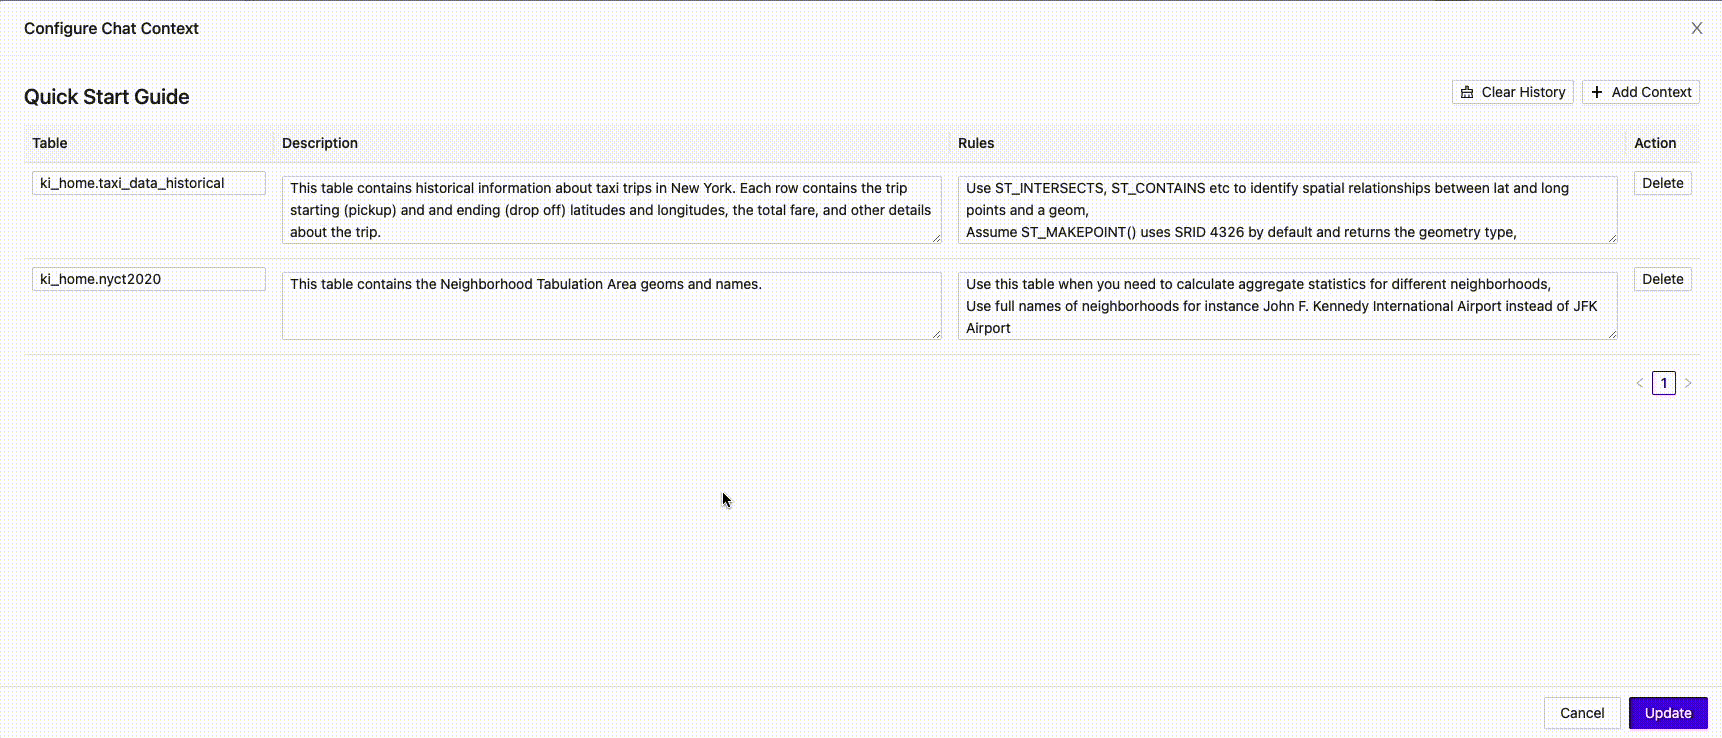 Configure Chat Context
X
Quick Start Guide
Clear History
+ Add Context
Table
Description
Rules
Action
ki_home.taxi_data_historical
This table contains historical information about taxi trips in New York. Each row contains the trip
starting (pickup) and and ending (drop off) latitudes and longitudes, the total fare, and other details
about the trip.
Use ST_INTERSECTS, ST_CONTAINS etc to identify spatial relationships between lat and long
points and a geom,
Assume ST_MAKEPOINT() uses SRID 4326 by default and returns the geometry type,
Delete
ki_home.nyct2020
This table contains the Neighborhood Tabulation Area geoms and names.
Use this table when you need to calculate aggregate statistics for different neighborhoods,
Use full names of neighborhoods for instance John F. Kennedy International Airport instead of JFK
Airport
Delete
< 1 >
Cancel
Update